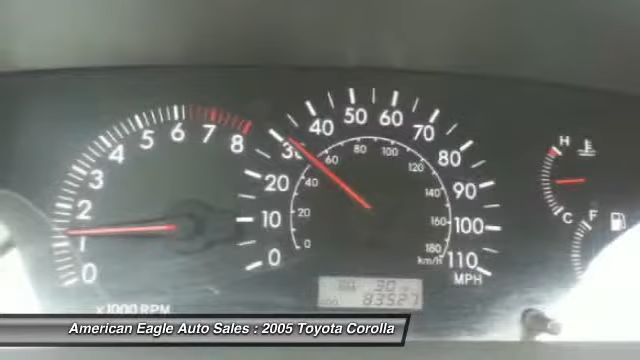 0 1 2 3 4 5 6 7 8
x1000 RPM
0 10 20 30 40 50 60 70 80 90 100 110
MPH
0 20 40 60 80 100 120 140 160 180
km/h
H
C
F
ODO 83527
American Eagle Auto Sales : 2005 Toyota Corolla